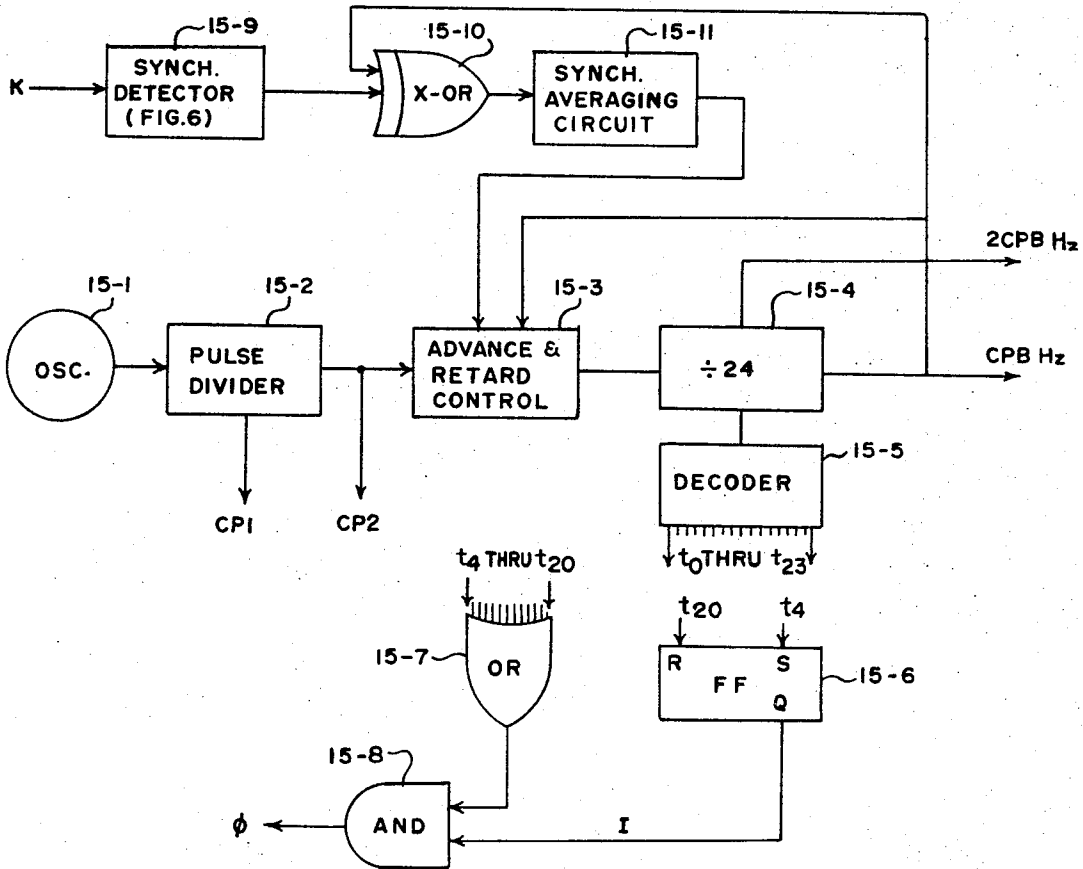 15-9
15-10
15-11
K
SYNCH.
DETECTOR
(FIG.6)
X-OR
SYNCH.
AVERAGING
CIRCUIT
2CPB Hz
15-1
15-2
15-3
15-4
OSC.
PULSE
DIVIDER
ADVANCE &
RETARD
CONTROL
÷24
CPB Hz
15-5
DECODER
CP1
CP2
t4 THRU t20
t0 THRU t23
t20
t4
15-7
OR
R
S
FF
Q
15-6
15-8
AND
I
φ